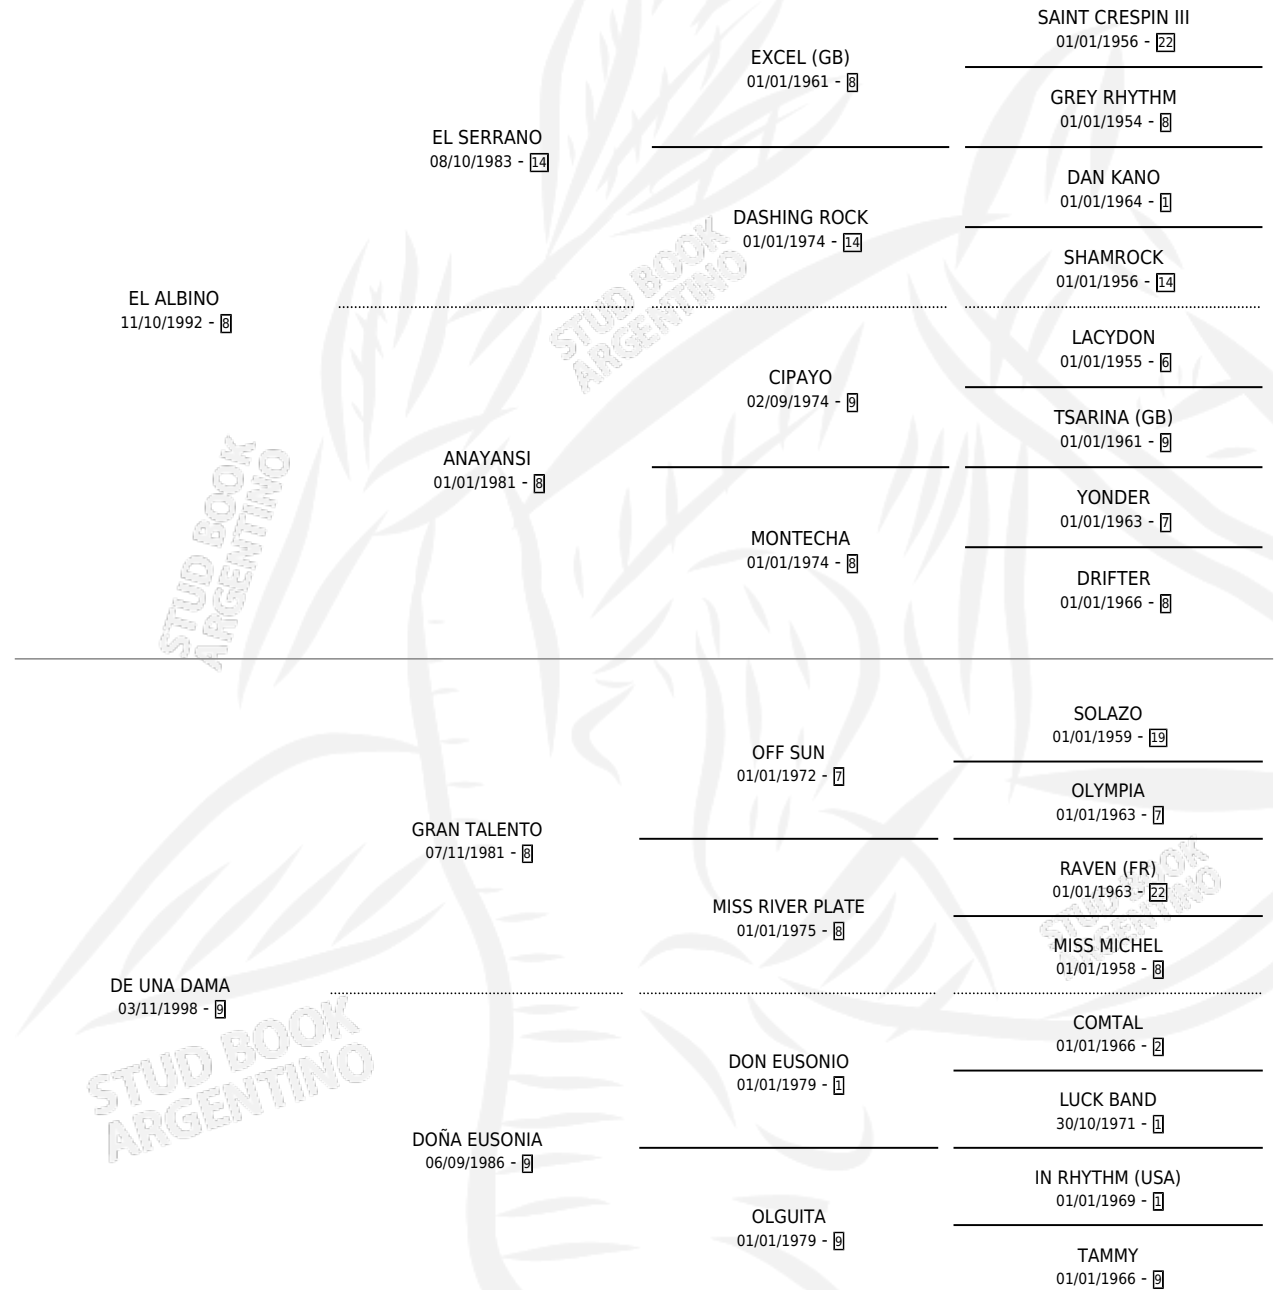 SAINT CRESPIN III
01/01/1956 - 22
EXCEL (GB)
01/01/1961 - 8
GREY RHYTHM
01/01/1954 - 8
EL SERRANO
08/10/1983 - 14
DAN KANO
01/01/1964 - 1
DASHING ROCK
01/01/1974 - 14
SHAMROCK
01/01/1956 - 14
EL ALBINO
11/10/1992 - 8
LACYDON
01/01/1955 - 6
CIPAYO
02/09/1974 - 9
TSARINA (GB)
01/01/1961 - 9
ANAYANSI
01/01/1981 - 8
YONDER
01/01/1963 - 7
MONTECHA
01/01/1974 - 8
DRIFTER
01/01/1966 - 8
SOLAZO
01/01/1959 - 19
OFF SUN
01/01/1972 - 7
OLYMPIA
01/01/1963 - 7
GRAN TALENTO
07/11/1981 - 8
RAVEN (FR)
01/01/1963 - 22
MISS RIVER PLATE
01/01/1975 - 8
MISS MICHEL
01/01/1958 - 8
DE UNA DAMA
03/11/1998 - 9
COMTAL
01/01/1966 - 2
DON EUSONIO
01/01/1979 - 1
LUCK BAND
30/10/1971 - 1
DOÑA EUSONIA
06/09/1986 - 9
IN RHYTHM (USA)
01/01/1969 - 1
OLGUITA
01/01/1979 - 9
TAMMY
01/01/1966 - 9
STUD BOOK
ARGENTINO
STUD BOOK
ARGENTINO
STUD BOOK
ARGENTINO
STUD BOOK
ARGENTINO